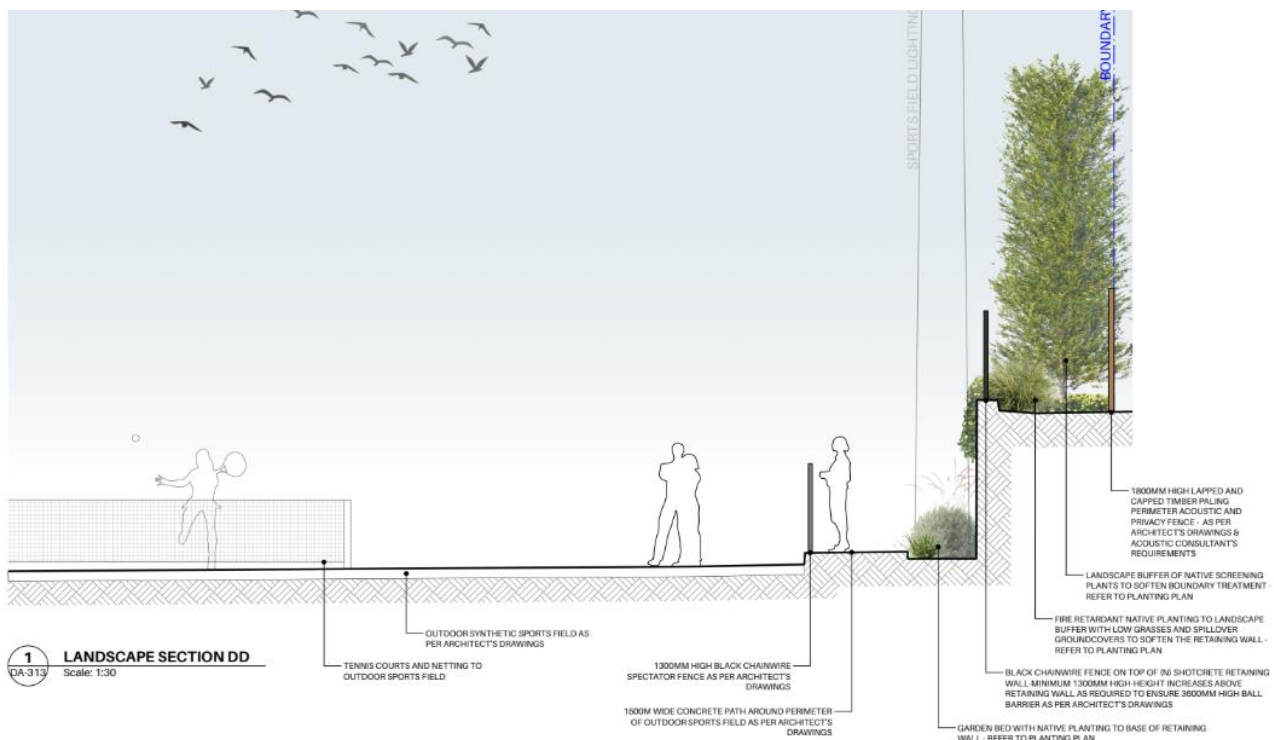 SPORTS FIELD LIGHTING
BOUNDAR
1800MM HIGH LAPPED AND
CAPPED TIMBER PALING
PERIMETER ACOUSTIC AND
PRIVACY FENCE - AS PER
ARCHITECT'S DRAWINGS &
ACOUSTIC CONSULTANT'S
REQUIREMENTS
LANDSCAPE BUFFER OF NATIVE SCREENING
PLANTS TO SOFTEN BOUNDARY TREATMENT -
REFER TO PLANTING PLAN
FIRE RETARDANT NATIVE PLANTING TO LANDSCAPE
BUFFER WITH LOW GRASSES AND SPILLOVER
GROUNDCOVERS TO SOFTEN THE RETAINING WALL -
REFER TO PLANTING PLAN
BLACK CHAINWIRE FENCE ON TOP OF (N) SHOTCRETE RETAINING
WALL-MINIMUM 1300MM HIGH-HEIGHT INCREASES ABOVE
RETAINING WALL AS REQUIRED TO ENSURE 3600MM HIGH BALL
BARRIER AS PER ARCHITECT'S DRAWINGS
GARDEN BED WITH NATIVE PLANTING TO BASE OF RETAINING
WALL - REFER TO PLANTING PLAN
OUTDOOR SYNTHETIC SPORTS FIELD AS
PER ARCHITECT'S DRAWINGS
TENNIS COURTS AND NETTING TO
OUTDOOR SPORTS FIELD
1300MM HIGH BLACK CHAINWIRE
SPECTATOR FENCE AS PER ARCHITECT'S
DRAWINGS
1500M WIDE CONCRETE PATH AROUND PERIMETER
OF OUTDOOR SPORTS FIELD AS PER ARCHITECT'S
DRAWINGS
1
DA-313
LANDSCAPE SECTION DD
Scale: 1:30